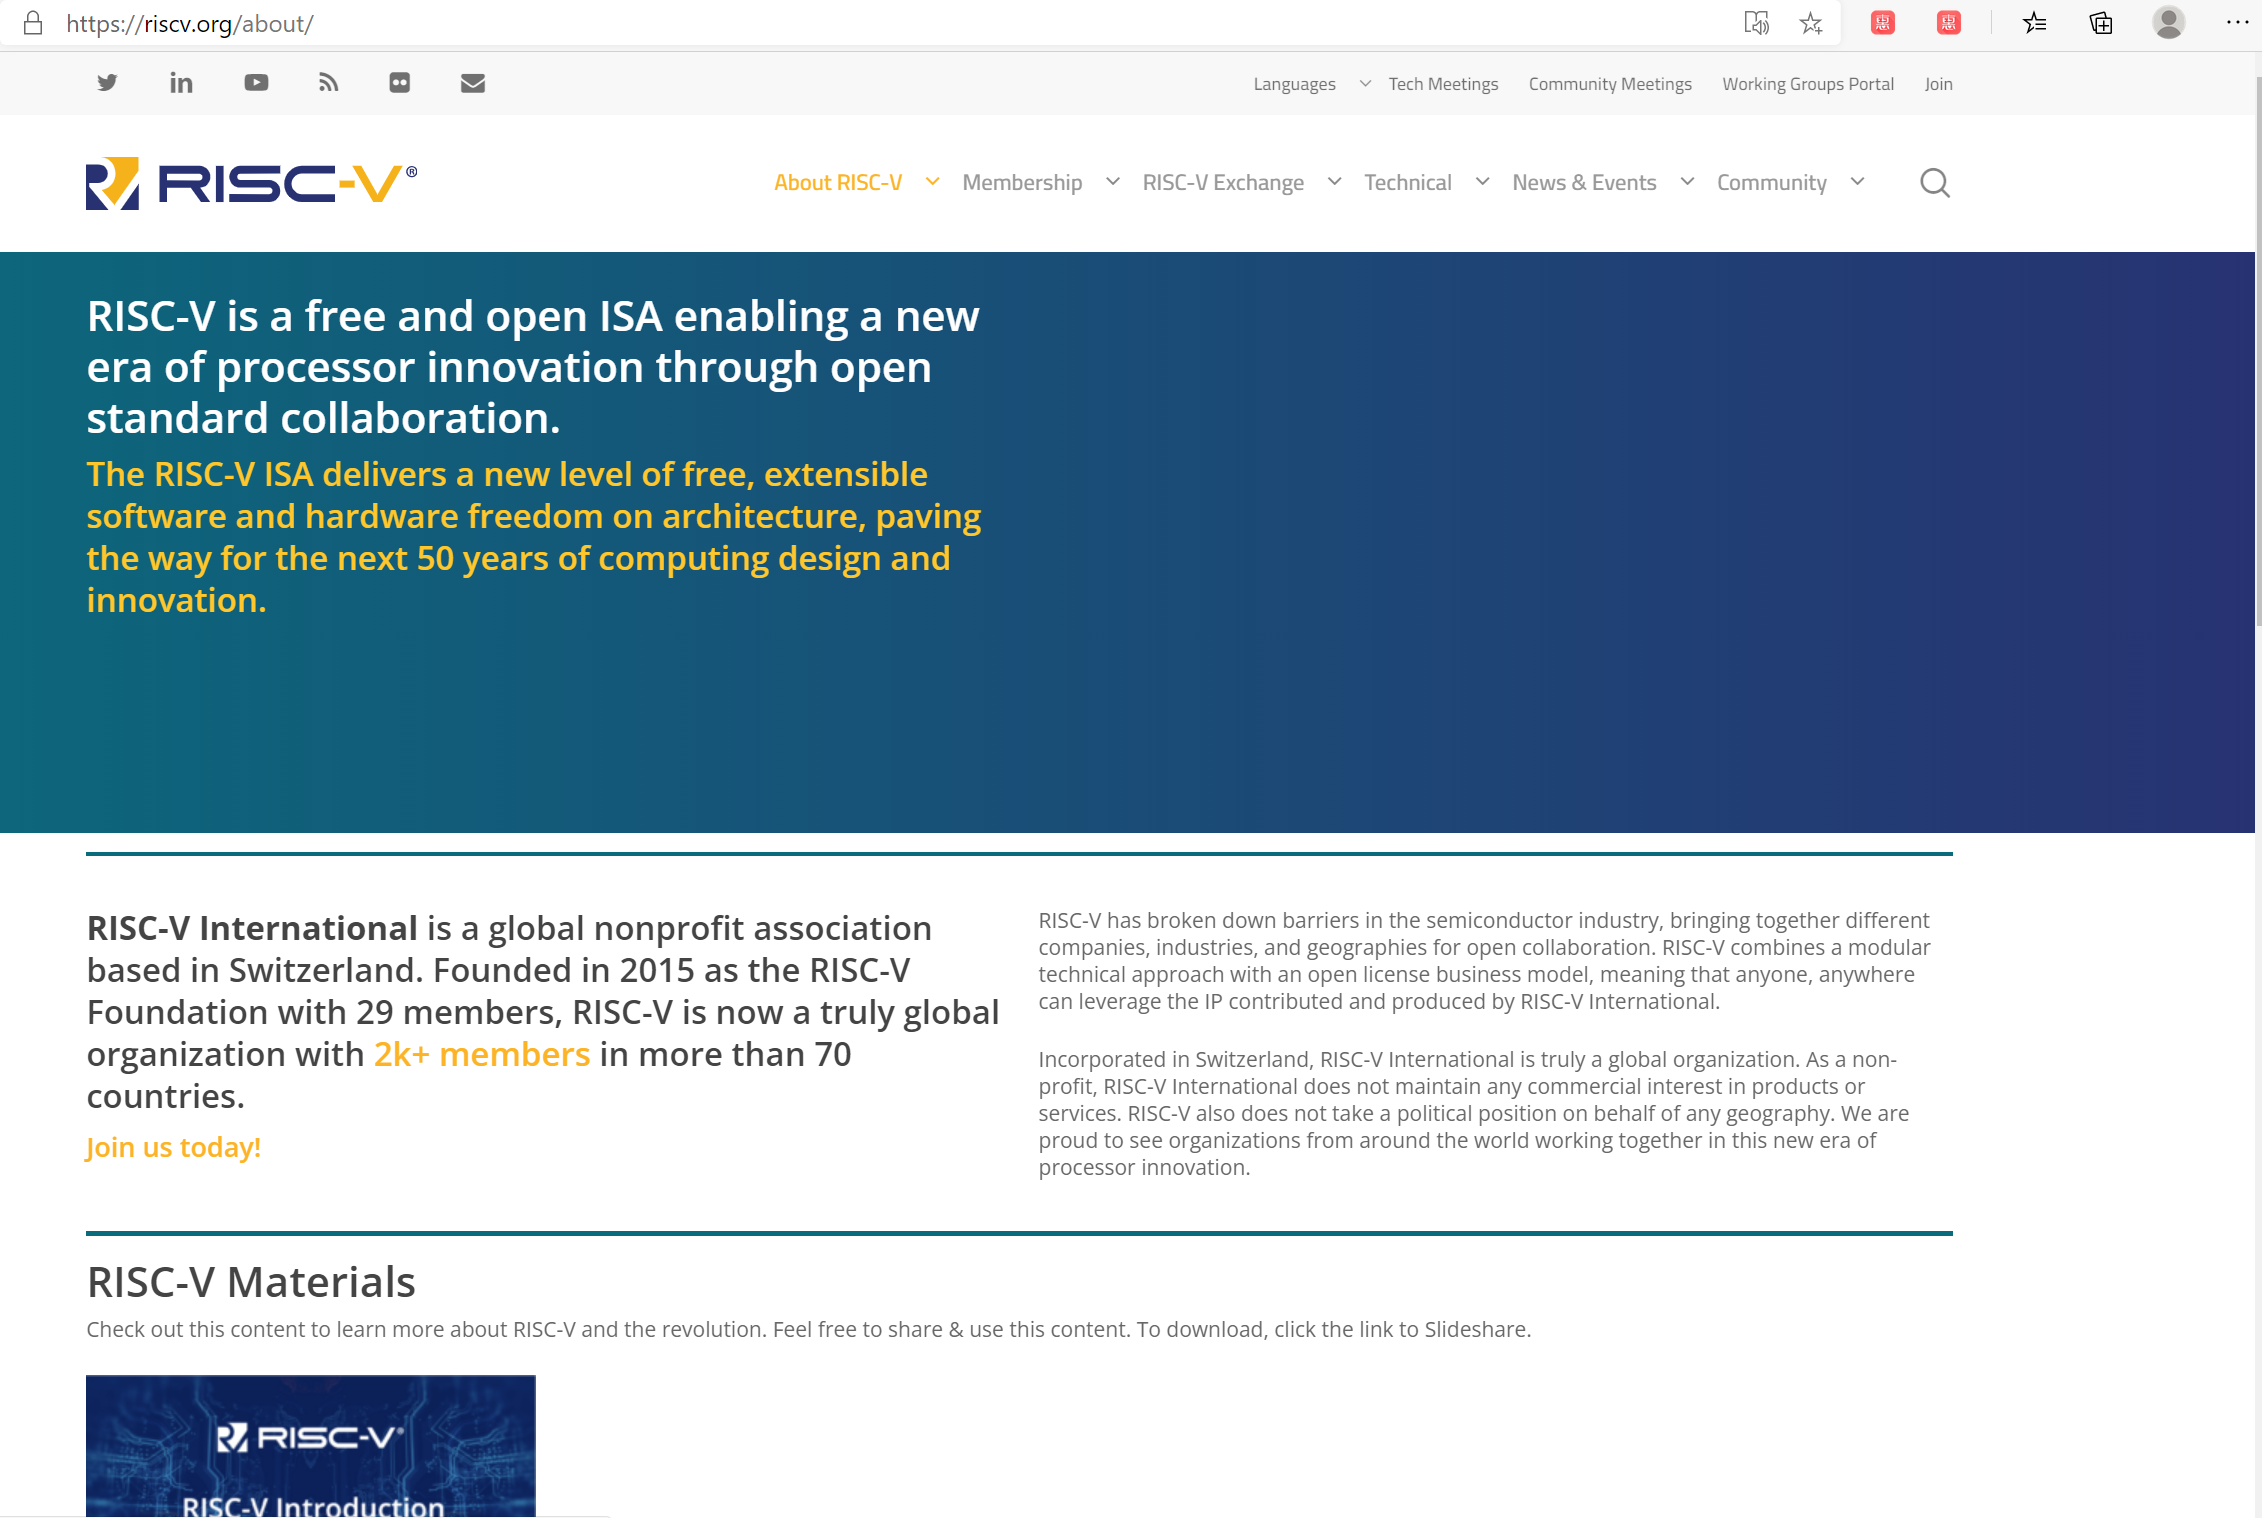 https://riscv.org/about/
惠 惠
Languages Tech Meetings Community Meetings Working Groups Portal Join
RISC-V®
About RISC-V Membership RISC-V Exchange Technical News & Events Community
RISC-V is a free and open ISA enabling a new
era of processor innovation through open
standard collaboration.
The RISC-V ISA delivers a new level of free, extensible
software and hardware freedom on architecture, paving
the way for the next 50 years of computing design and
innovation.
RISC-V International is a global nonprofit association
based in Switzerland. Founded in 2015 as the RISC-V
Foundation with 29 members, RISC-V is now a truly global
organization with 2k+ members in more than 70
countries.
Join us today!
RISC-V has broken down barriers in the semiconductor industry, bringing together different
companies, industries, and geographies for open collaboration. RISC-V combines a modular
technical approach with an open license business model, meaning that anyone, anywhere
can leverage the IP contributed and produced by RISC-V International.
Incorporated in Switzerland, RISC-V International is truly a global organization. As a non-
profit, RISC-V International does not maintain any commercial interest in products or
services. RISC-V also does not take a political position on behalf of any geography. We are
proud to see organizations from around the world working together in this new era of
processor innovation.
RISC-V Materials
Check out this content to learn more about RISC-V and the revolution. Feel free to share & use this content. To download, click the link to Slideshare.
RISC-V®
RISC-V Introduction